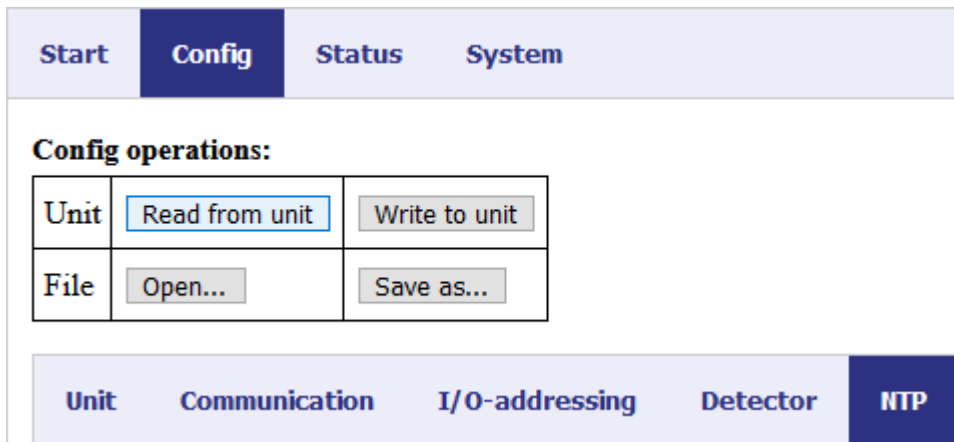 Start Config Status System
Config operations:
Unit Read from unit Write to unit
File Open... Save as...
Unit Communication I/O-addressing Detector NTP